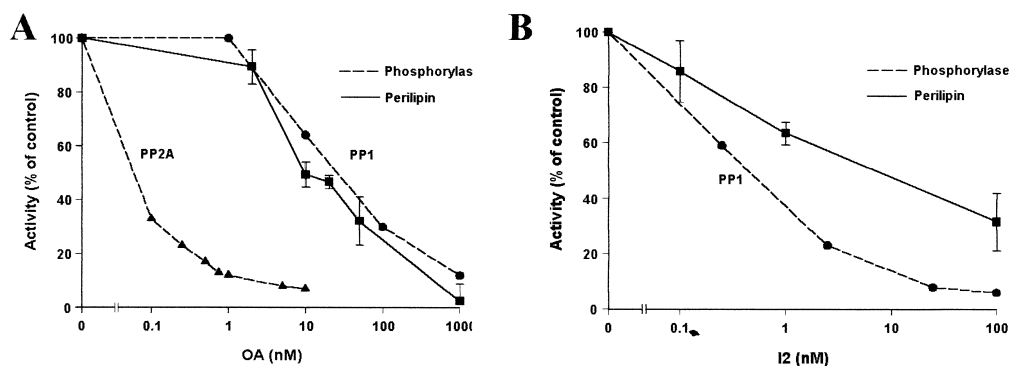 A
Activity (% of control)
100
80
60
40
20
0
Phosphorylas
Perilipin
PP2A
PP1
0
0.1
1
10
100
1000
OA (nM)
B
Activity (% of control)
100
80
60
40
20
0
Phosphorylase
Perilipin
PP1
0
0.1
1
10
100
I2 (nM)